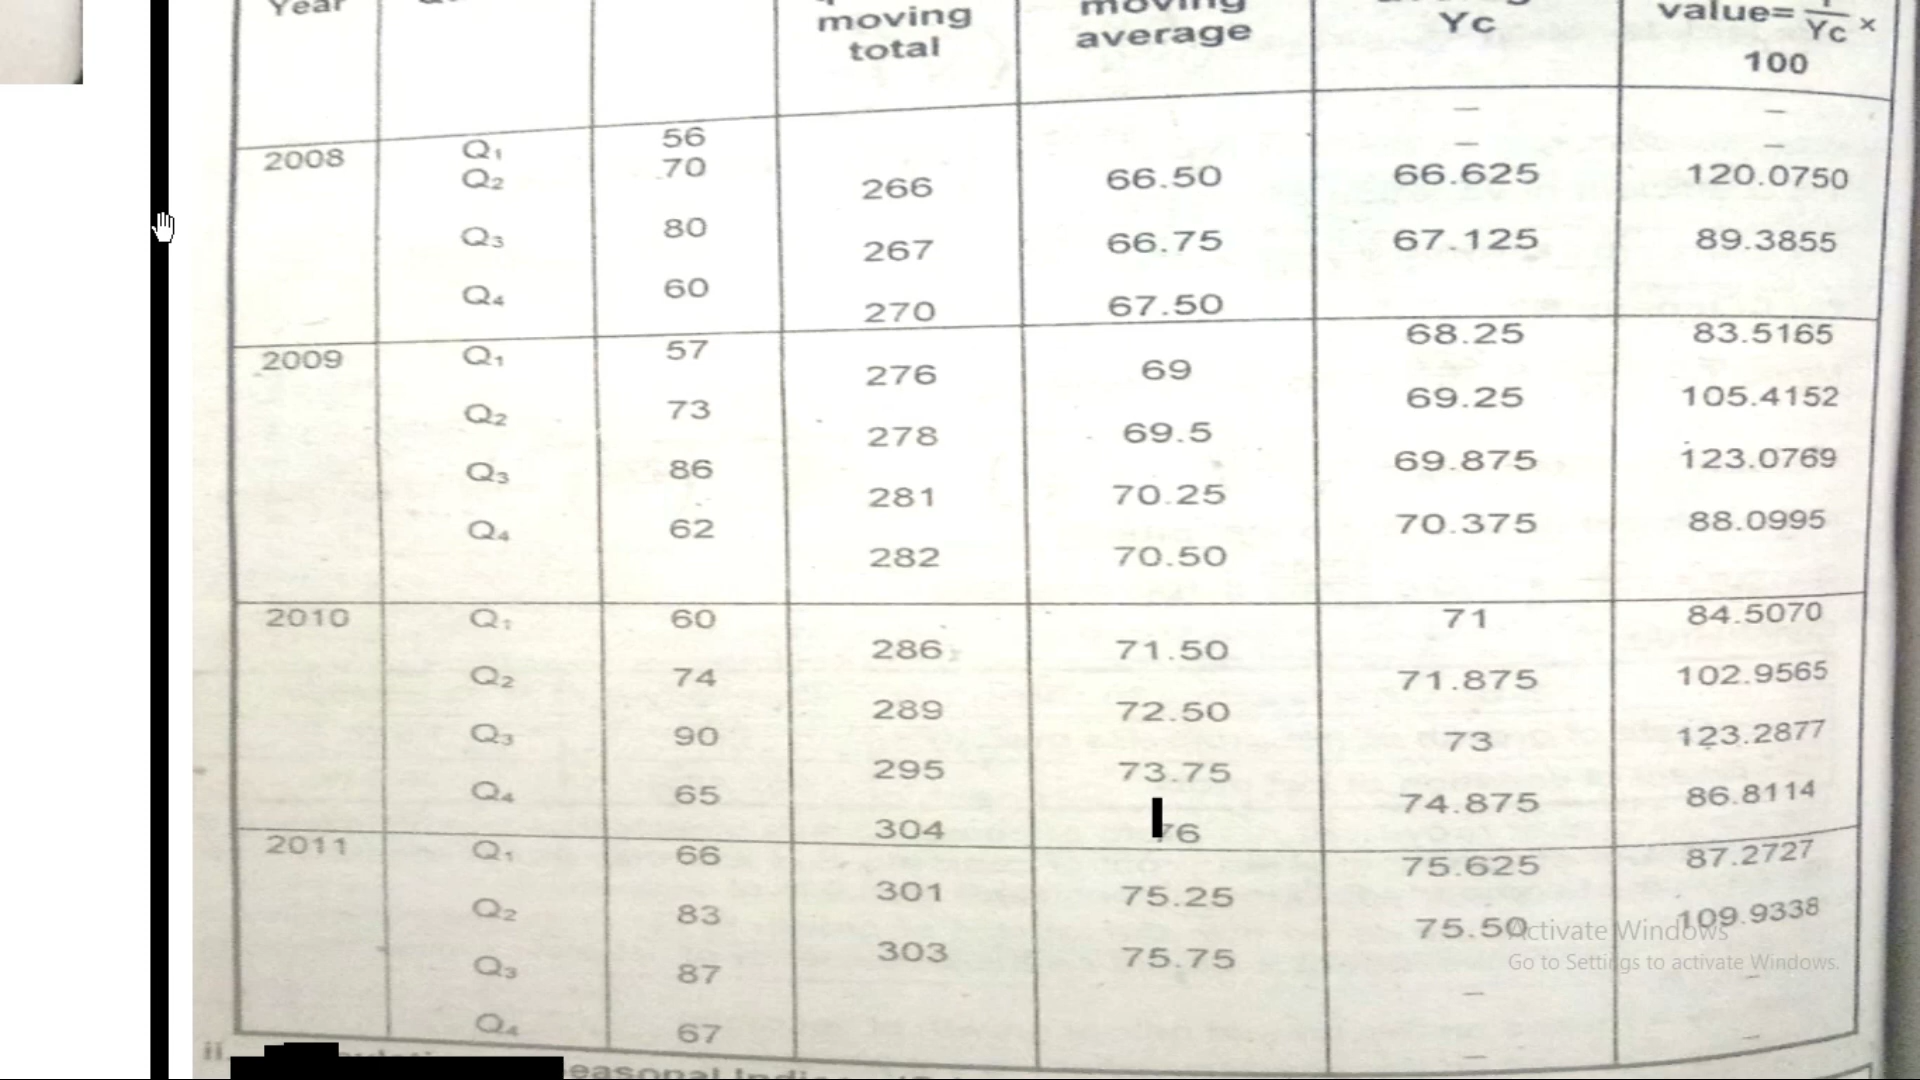 Year
moving total
moving average
Yc
value= Yc × 100
– –
2008 Q₁ 56 – –
Q₂ 70 266 66.50 66.625 120.0750
Q₃ 80 267 66.75 67.125 89.3855
Q₄ 60 270 67.50
2009 Q₁ 57 276 69 68.25 83.5165
Q₂ 73 278 69.5 69.25 105.4152
Q₃ 86 281 70.25 69.875 123.0769
Q₄ 62 282 70.50 70.375 88.0995
2010 Q₁ 60 286 71.50 71 84.5070
Q₂ 74 289 72.50 71.875 102.9565
Q₃ 90 295 73.75 73 123.2877
Q₄ 65 304 76 74.875 86.8114
2011 Q₁ 66 301 75.25 75.625 87.2727
Q₂ 83 303 75.75 75.50 109.9338
Q₃ 87 – –
Q₄ 67 – –
Activate Windows
Go to Settings to activate Windows.
ii.